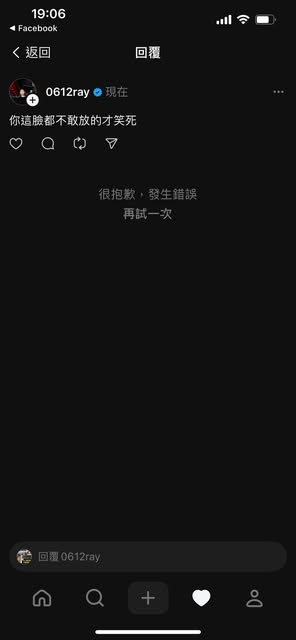 19:06
Facebook
返回
回覆
0612ray 現在
你這臉都不敢放的才笑死
很抱歉，發生錯誤
再試一次
回覆 0612ray